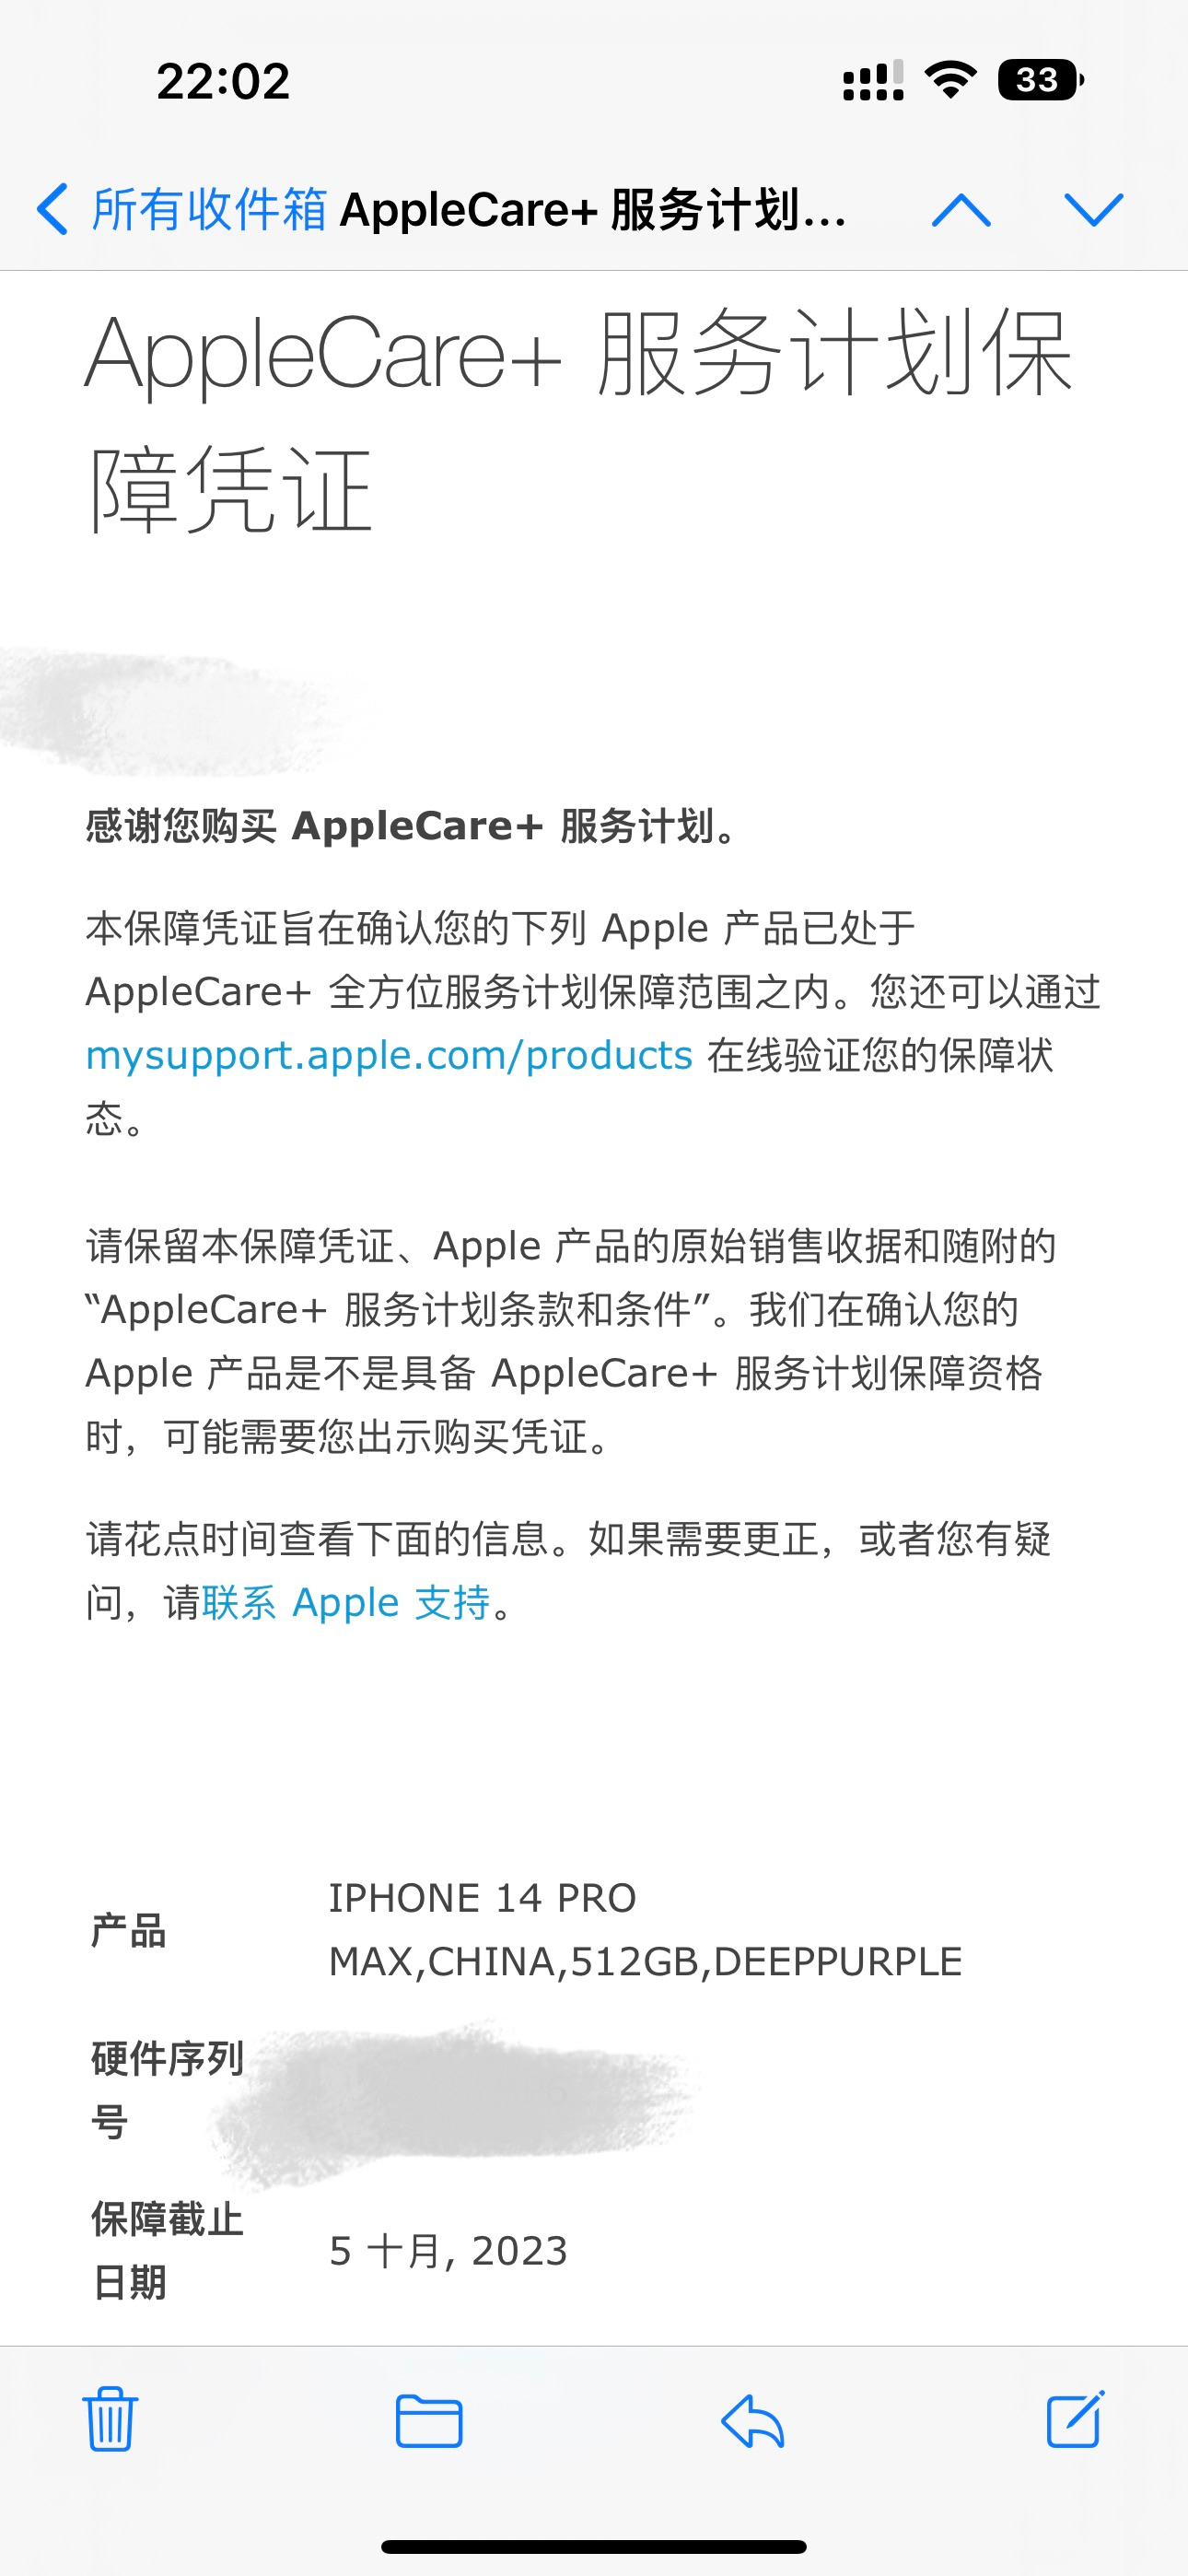 22:02
33
所有收件箱 AppleCare+ 服务计划...
AppleCare+ 服务计划保
障凭证
感谢您购买 AppleCare+ 服务计划。
本保障凭证旨在确认您的下列 Apple 产品已处于
AppleCare+ 全方位服务计划保障范围之内。您还可以通过
mysupport.apple.com/products 在线验证您的保障状
态。
请保留本保障凭证、Apple 产品的原始销售收据和随附的
“AppleCare+ 服务计划条款和条件”。我们在确认您的
Apple 产品是不是具备 AppleCare+ 服务计划保障资格
时，可能需要您出示购买凭证。
请花点时间查看下面的信息。如果需要更正，或者您有疑
问，请联系 Apple 支持。
产品
IPHONE 14 PRO
MAX,CHINA,512GB,DEEPPURPLE
硬件序列
号
保障截止
日期
5 十月, 2023